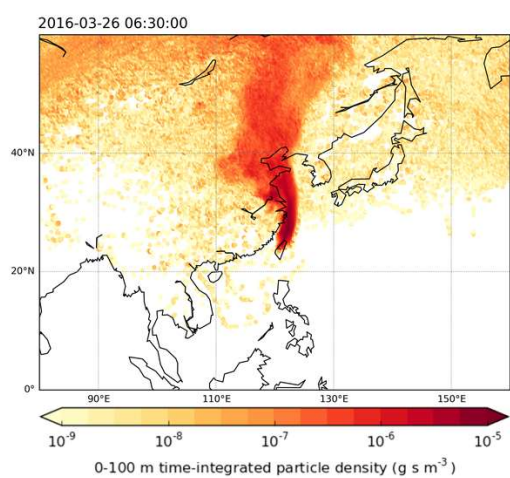 2016-03-26 06:30:00
40°N
20°N
0°
90°E 110°E 130°E 150°E
10⁻⁹ 10⁻⁸ 10⁻⁷ 10⁻⁶ 10⁻⁵
0-100 m time-integrated particle density (g s m⁻³)